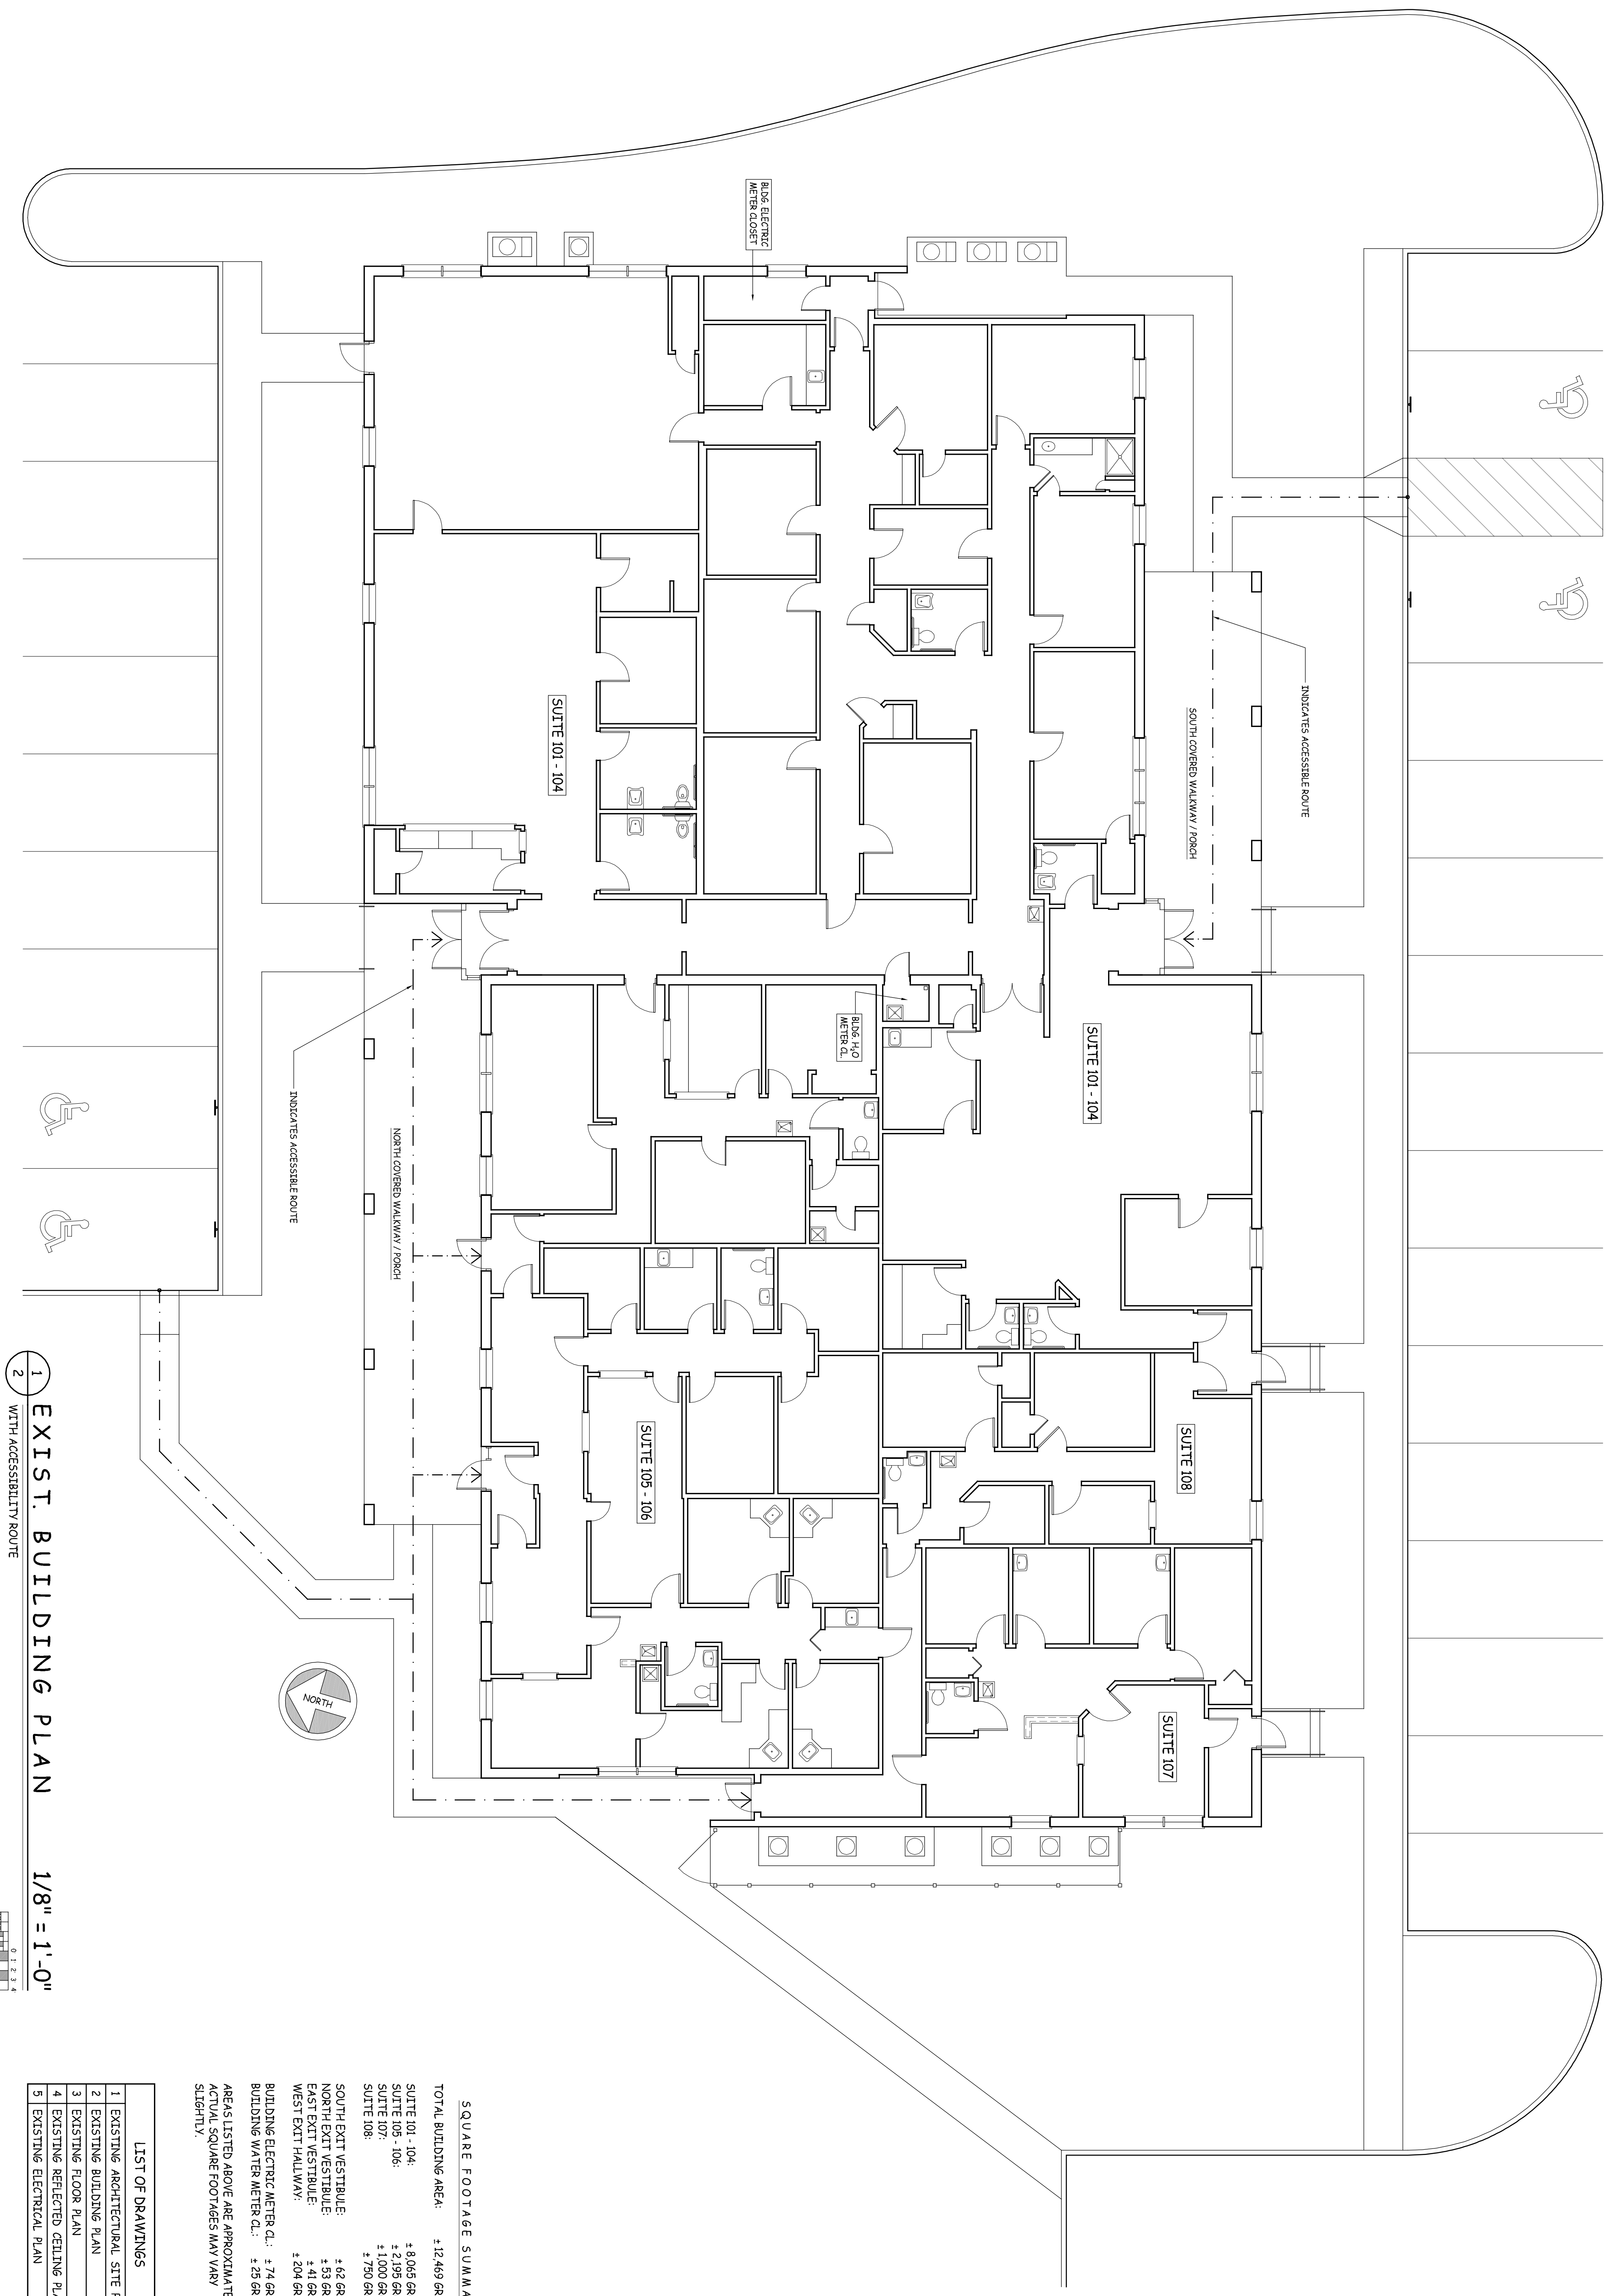 BLDG. ELECTRIC
METER CLOSET
INDICATES ACCESSIBLE ROUTE
SOUTH COVERED WALKWAY / PORCH
SUITE 101 - 104
BLDG. H₂O
METER CL.
SUITE 101 - 104
INDICATES ACCESSIBLE ROUTE
NORTH COVERED WALKWAY / PORCH
SUITE 108
SUITE 105 - 106
SUITE 107
NORTH
1
2
EXIST. BUILDING PLAN 1/8" = 1'-0"
WITH ACCESSIBILITY ROUTE
0 1 2 3 4
SQUARE FOOTAGE SUMMA
TOTAL BUILDING AREA: ± 12,469 GR
SUITE 101 - 104: ± 8,065 GR
SUITE 105 - 106: ± 2,195 GR
SUITE 107: ± 1,000 GR
SUITE 108: ± 750 GR
SOUTH EXIT VESTIBULE: ± 62 GR
NORTH EXIT VESTIBULE: ± 53 GR
EAST EXIT VESTIBULE: ± 41 GR
WEST EXIT HALLWAY: ± 204 GR
BUILDING ELECTRIC METER CL.: ± 74 GR
BUILDING WATER METER CL.: ± 25 GR
AREAS LISTED ABOVE ARE APPROXIMATE
ACTUAL SQUARE FOOTAGES MAY VARY
SLIGHTLY.
LIST OF DRAWINGS
1 EXISTING ARCHITECTURAL SITE P
2 EXISTING BUILDING PLAN
3 EXISTING FLOOR PLAN
4 EXISTING REFLECTED CEILING PLA
5 EXISTING ELECTRICAL PLAN